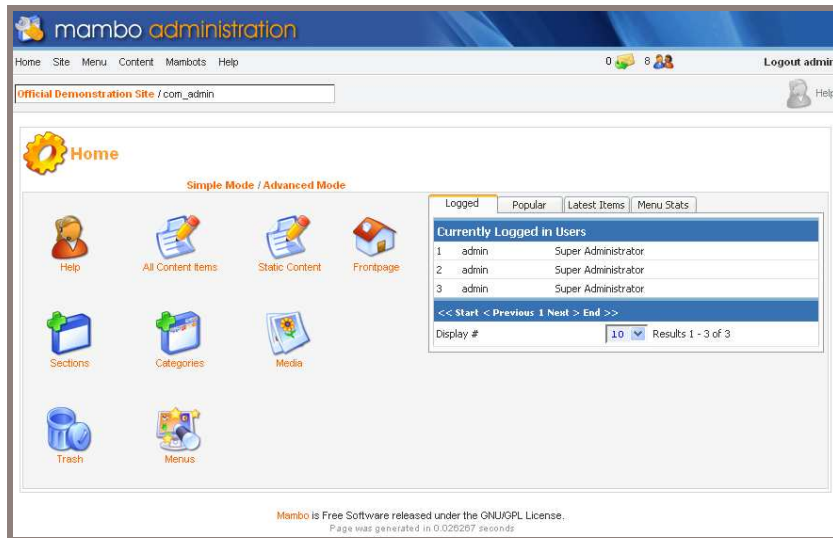 mambo administration
Home Site Menu Content Mambots Help 0 8 Logout admin
Official Demonstration Site / com_admin Help
Home
Simple Mode / Advanced Mode
Logged Popular Latest Items Menu Stats
Currently Logged in Users
1 admin Super Administrator
2 admin Super Administrator
3 admin Super Administrator
<< Start < Previous 1 Next > End >>
Display # 10 Results 1 - 3 of 3
Help All Content Items Static Content Frontpage
Sections Categories Media
Trash Menus
Mambo is Free Software released under the GNU/GPL License.
Page was generated in 0.026267 seconds